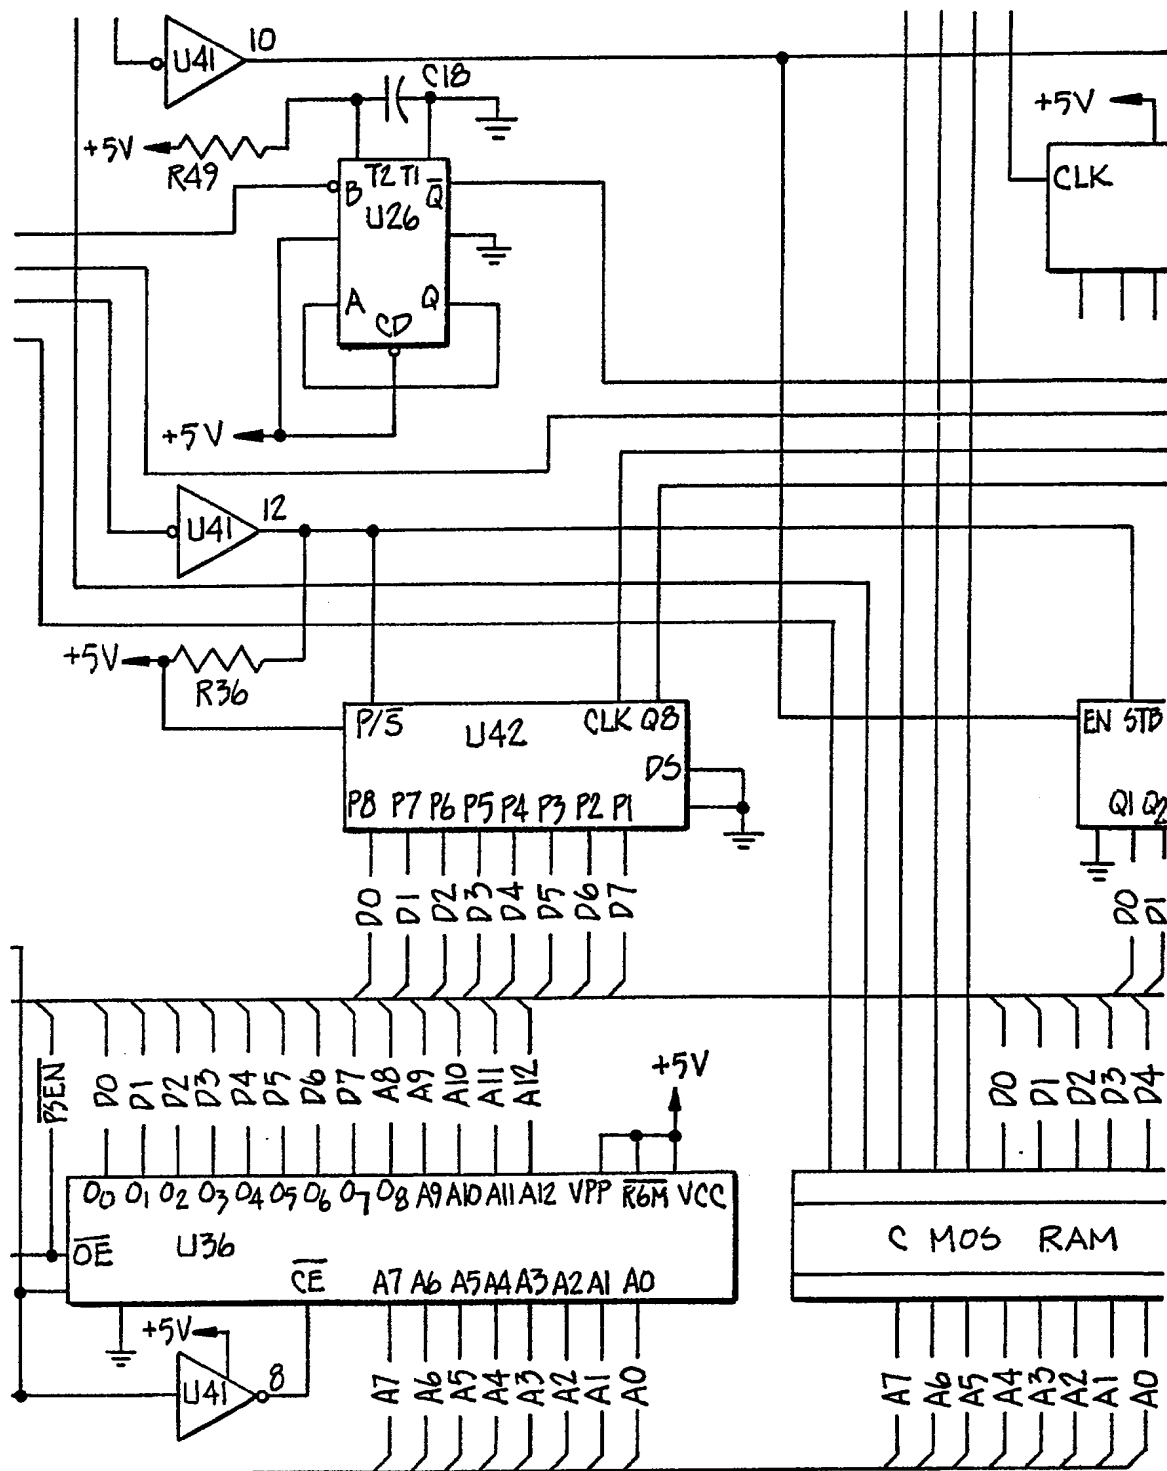 U41 10
C18
+5V
+5V
R49
T2 T1
B Q̅
U26
CLK
A Q
CD
+5V
U41 12
+5V
R36
P/S̅ U42 CLK Q8
DS
P8 P7 P6 P5 P4 P3 P2 P1
EN STB
Q1 Q2
D0 D1 D2 D3 D4 D5 D6 D7
D0 D1
P̅S̅E̅N̅ D0 D1 D2 D3 D4 D5 D6 D7 A8 A9 A10 A11 A12
+5V
D0 D1 D2 D3 D4
O0 O1 O2 O3 O4 O5 O6 O7 O8 A9 A10 A11 A12 VPP R̅G̅M̅ VCC
O̅E̅ U36
C MOS RAM
C̅E̅ A7 A6 A5 A4 A3 A2 A1 A0
+5V
U41 8
A7 A6 A5 A4 A3 A2 A1 A0
A7 A6 A5 A4 A3 A2 A1 A0